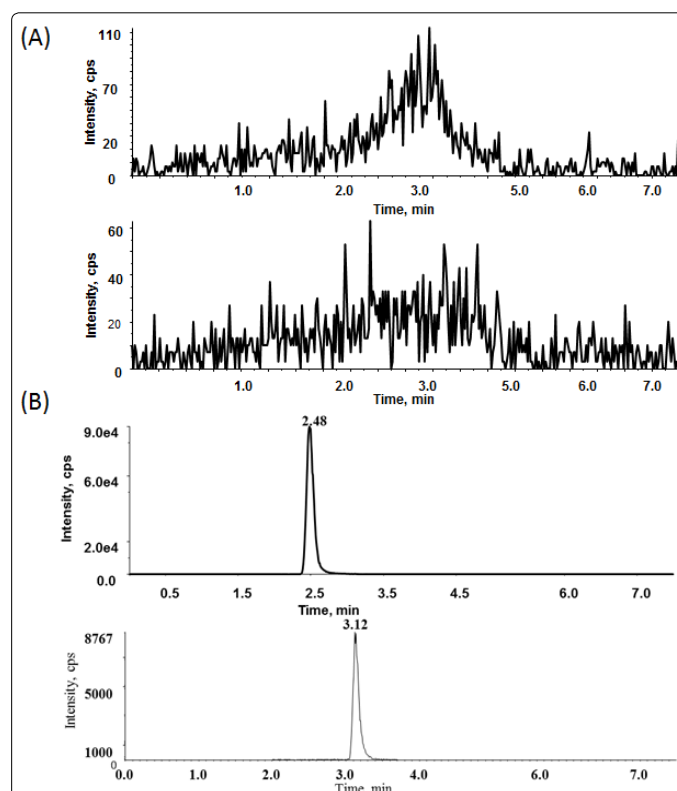 (A)
Intensity, cps
110
70
20
0
1.0 2.0 3.0 5.0 6.0 7.0
Time, min
Intensity, cps
60
40
20
0
1.0 2.0 3.0 5.0 6.0 7.0
Time, min
(B)
Intensity, cps
9.0e4
6.0e4
2.0e4
0.0
2.48
0.5 1.5 2.5 3.5 4.5 6.0 7.0
Time, min
Intensity, cps
8767
5000
1000
0
3.12
0.0 1.0 2.0 3.0 4.0 6.0 7.0
Time, min